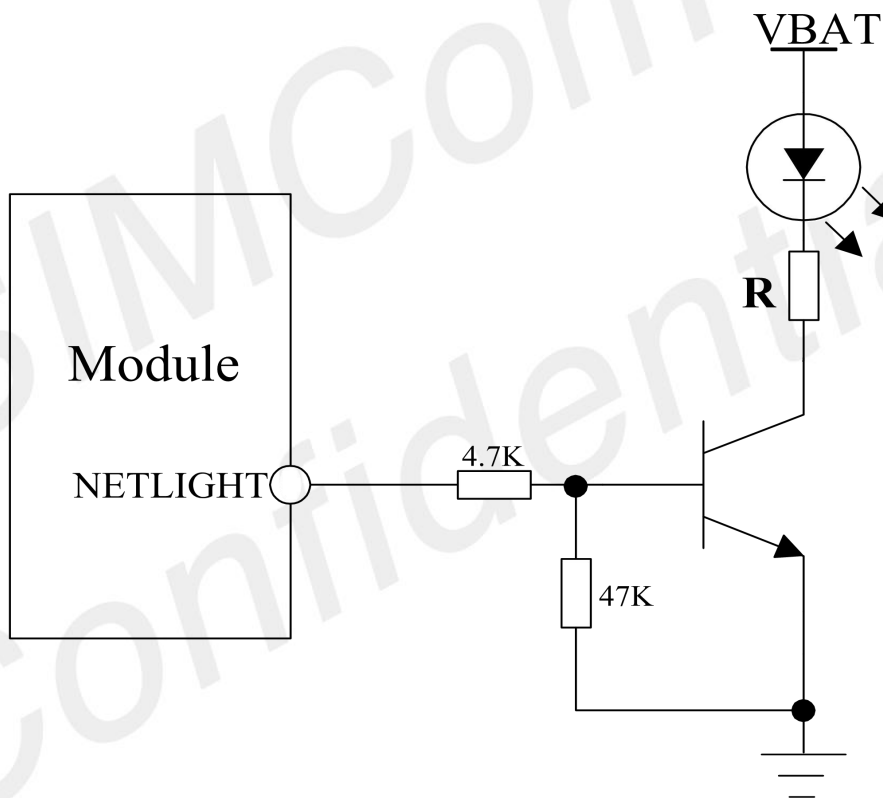 VBAT
R
Module
NETLIGHT
4.7K
47K
SIMCom
Confidential